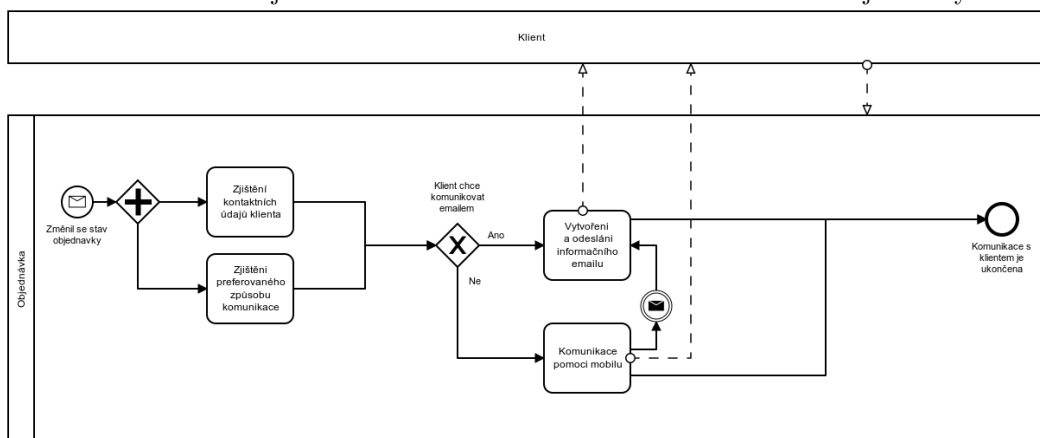 Klient
Objednávka
Změnil se stav
objednavky
Zjištění
kontaktních
údajů klienta
Zjištění
preferovaného
způsobu
komunikace
Klient chce
komunikovat
emailem
Ano
Ne
Vytvoření
a odeslání
informačního
emailu
Komunikace
pomoci mobilu
Komunikace s
klientem je
ukončena